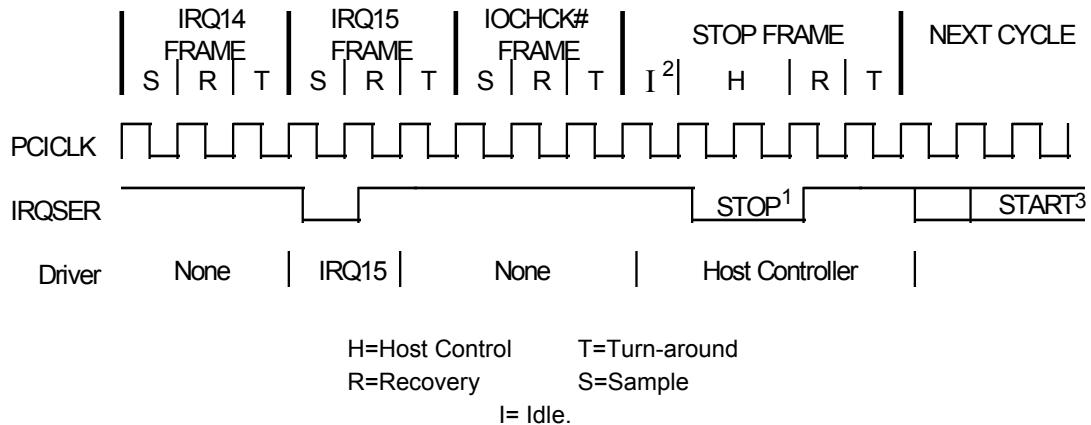 IRQ14 FRAME IRQ15 FRAME IOCHCK# FRAME STOP FRAME NEXT CYCLE
S R T S R T S R T I 2 H R T
PCICLK
IRQSER STOP1 START3
Driver None IRQ15 None Host Controller
H=Host Control T=Turn-around
R=Recovery S=Sample
I= Idle.